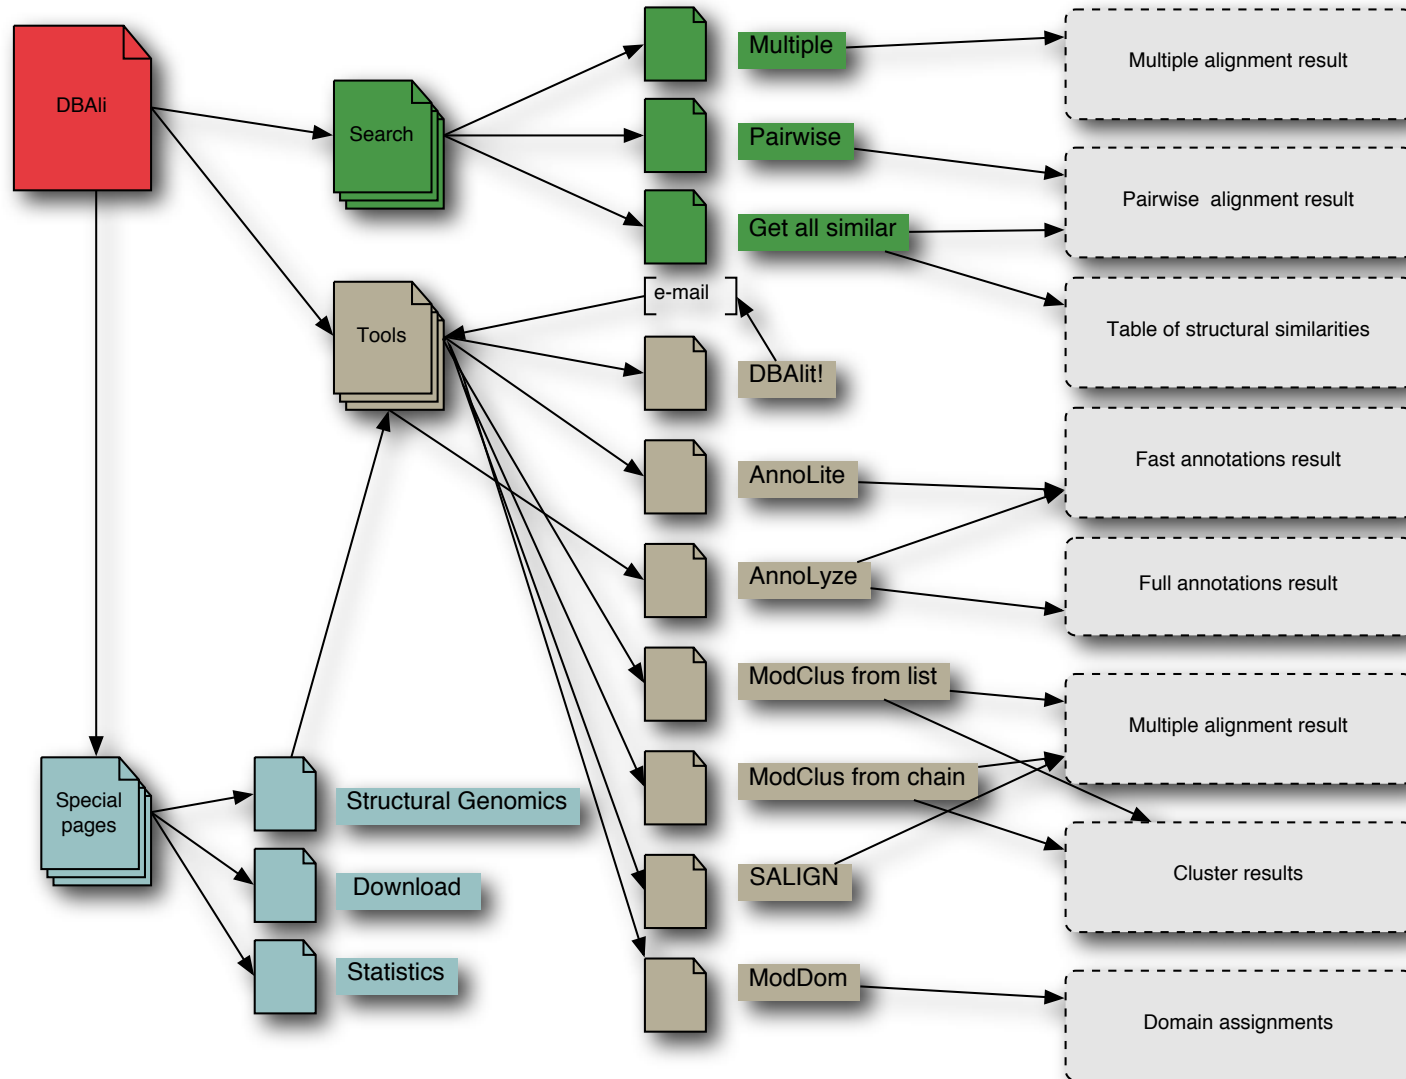 DBAli
Search
Tools
Special
pages
Structural Genomics
Download
Statistics
Multiple
Pairwise
Get all similar
e-mail
DBAlit!
AnnoLite
AnnoLyze
ModClus from list
ModClus from chain
SALIGN
ModDom
Multiple alignment result
Pairwise alignment result
Table of structural similarities
Fast annotations result
Full annotations result
Multiple alignment result
Cluster results
Domain assignments